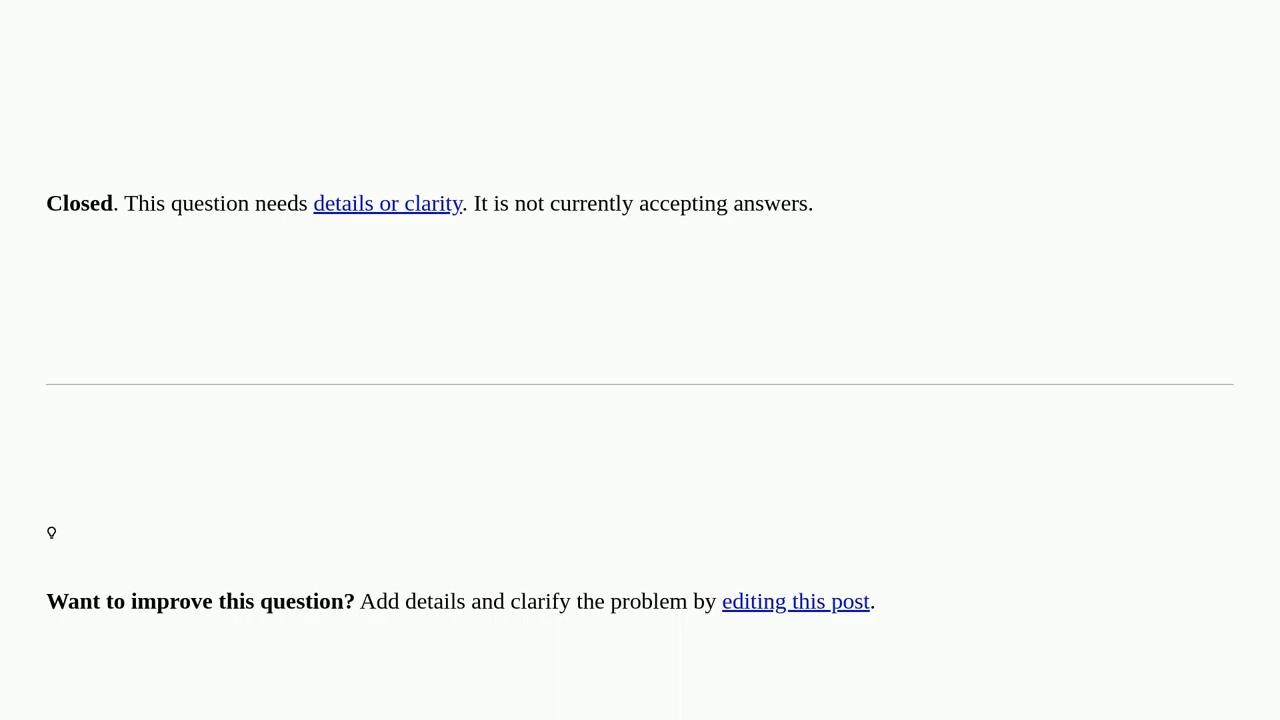 Closed. This question needs details or clarity. It is not currently accepting answers.
Want to improve this question? Add details and clarify the problem by editing this post.